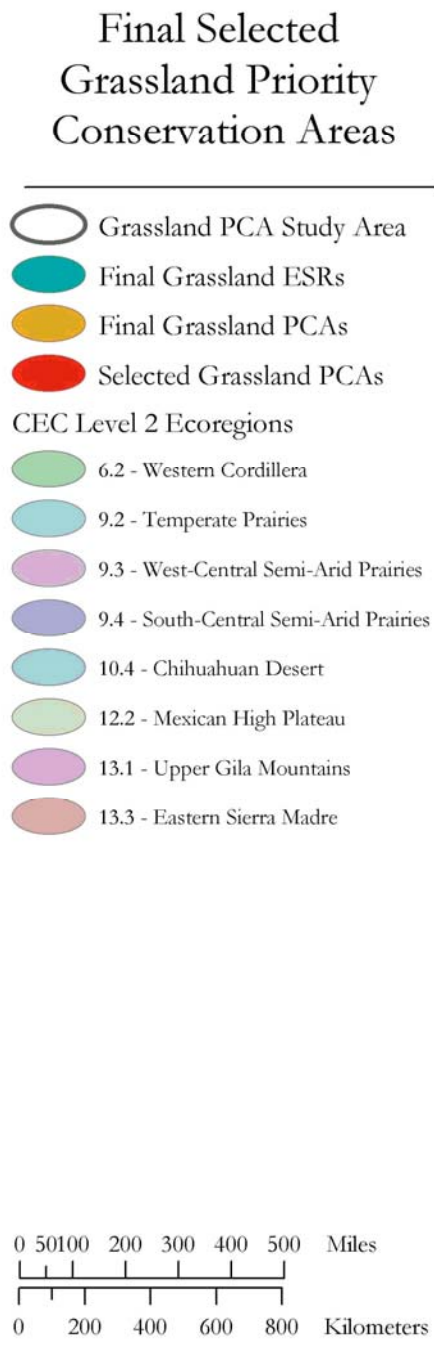 Final Selected
Grassland Priority
Conservation Areas
Grassland PCA Study Area
Final Grassland ESRs
Final Grassland PCAs
Selected Grassland PCAs
CEC Level 2 Ecoregions
6.2 - Western Cordillera
9.2 - Temperate Prairies
9.3 - West-Central Semi-Arid Prairies
9.4 - South-Central Semi-Arid Prairies
10.4 - Chihuahuan Desert
12.2 - Mexican High Plateau
13.1 - Upper Gila Mountains
13.3 - Eastern Sierra Madre
0 50 100 200 300 400 500 Miles
0 200 400 600 800 Kilometers